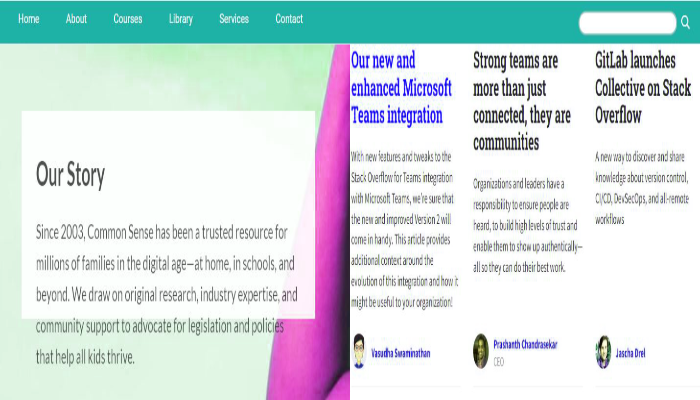 Home About Courses Library Services Contact
Our Story
Since 2003, Common Sense has been a trusted resource for
millions of families in the digital age—at home, in schools, and
beyond. We draw on original research, industry expertise, and
community support to advocate for legislation and policies
that help all kids thrive.
Our new and
enhanced Microsoft
Teams integration
With new features and tweaks to the
Stack Overflow for Teams integration
with Microsoft Teams, we're sure that
the new and improved Version 2 will
come in handy. This article provides
additional context around the
evolution of this integration and how it
might be useful to your organization!
Vasudha Swaminathan
Strong teams are
more than just
connected, they are
communities
Organizations and leaders have a
responsibility to ensure people are
heard, to build high levels of trust and
enable them to show up authentically—
all so they can do their best work.
Prashanth Chandrasekar
CEO
GitLab launches
Collective on Stack
Overflow
A new way to discover and share
knowledge about version control,
CI/CD, DevSecOps, and all-remote
workflows
Jascha Drel